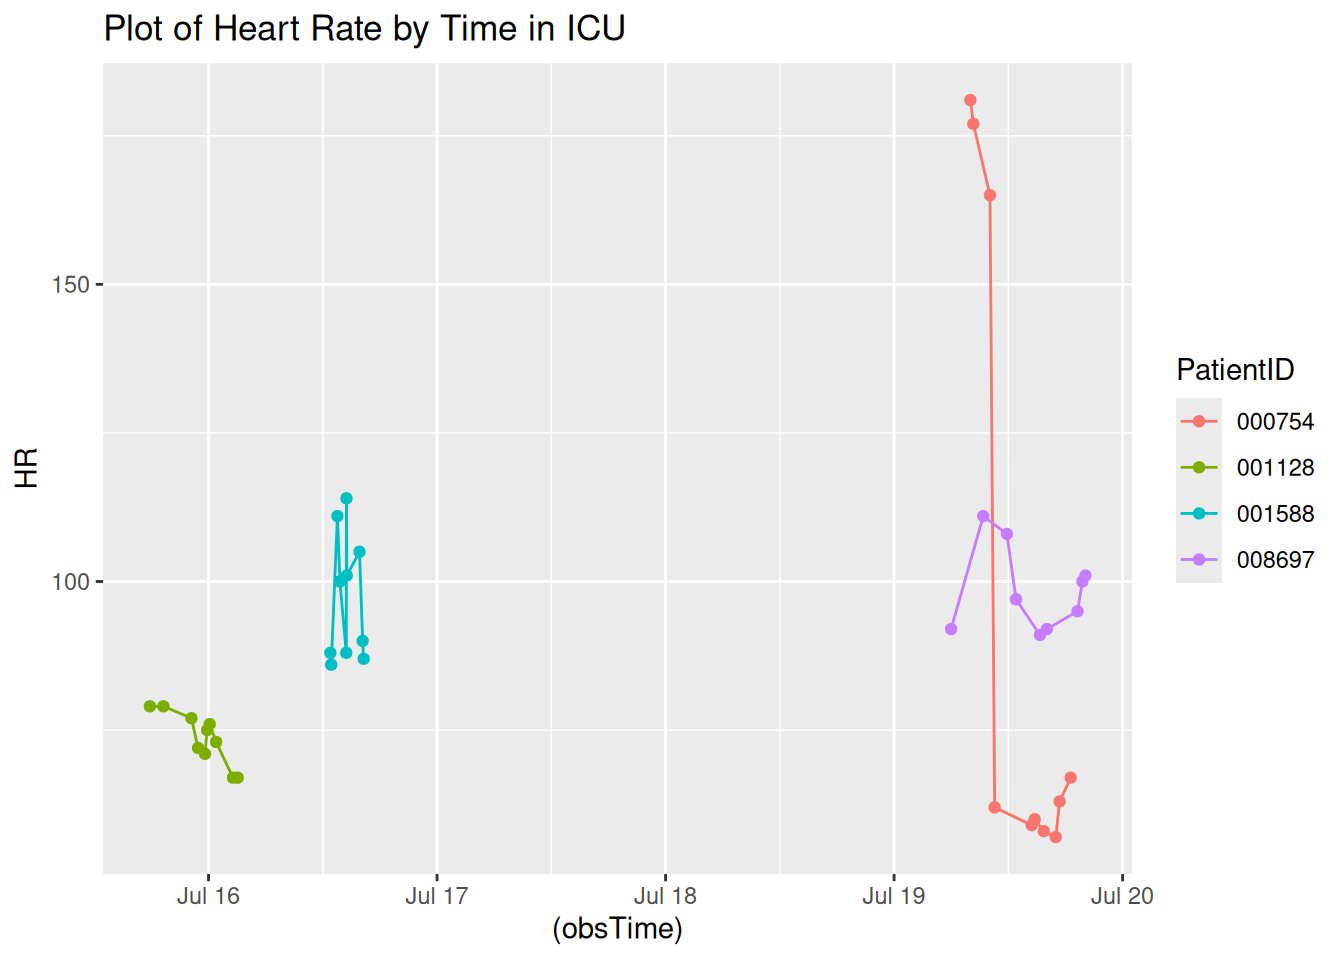 Plot of Heart Rate by Time in ICU
HR
150
100
Jul 16
Jul 17
Jul 18
Jul 19
Jul 20
(obsTime)
PatientID
000754
001128
001588
008697